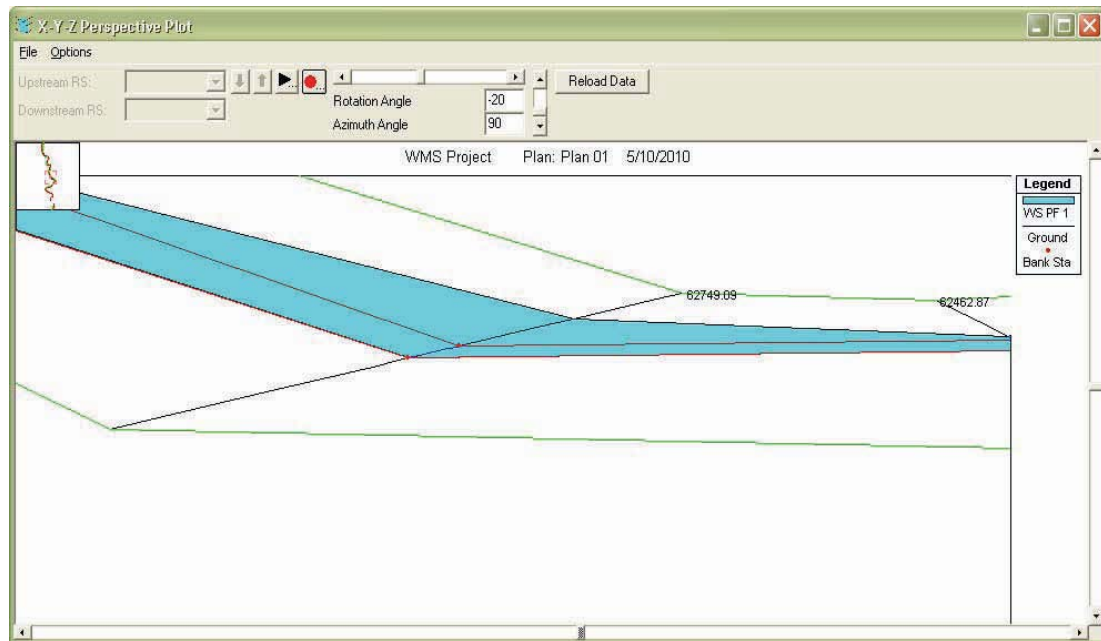 X-Y-Z Perspective Plot
File Options
Upstream RS:
Downstream RS:
Rotation Angle -20
Azimuth Angle 90
Reload Data
WMS Project Plan: Plan 01 5/10/2010
Legend
WS PF 1
Ground
Bank Sta
62749.09
62462.87